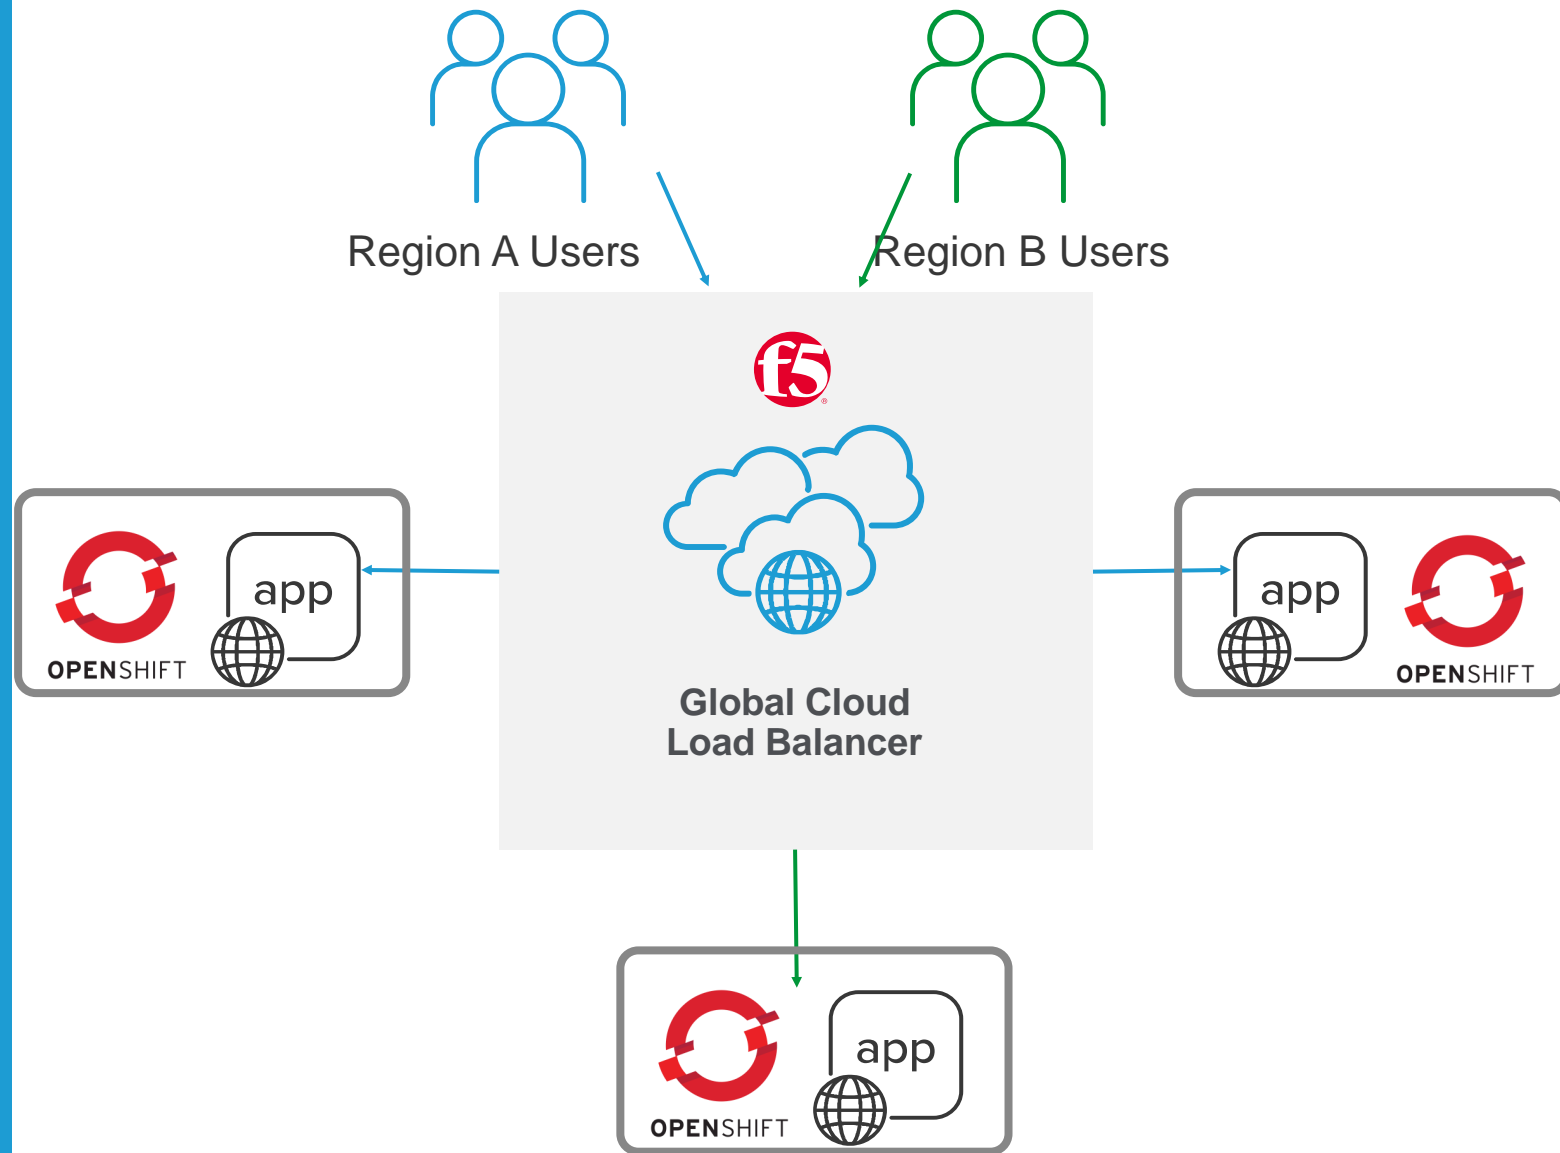 Region A Users
Region B Users
f5
Global Cloud
Load Balancer
app
OPENSHIFT
app
OPENSHIFT
app
OPENSHIFT